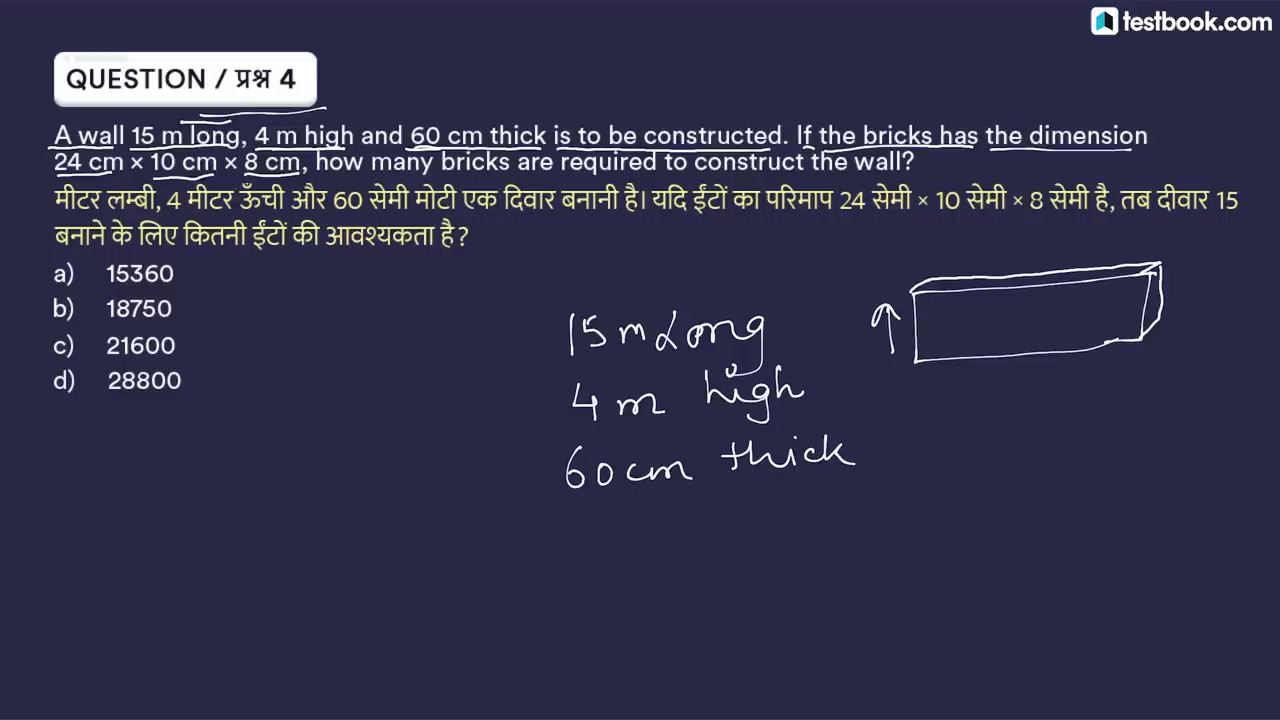 testbook.com
QUESTION / प्रश्न 4
A wall 15 m long, 4 m high and 60 cm thick is to be constructed. If the bricks has the dimension
24 cm × 10 cm × 8 cm, how many bricks are required to construct the wall?
मीटर लम्बी, 4 मीटर ऊँची और 60 सेमी मोटी एक दिवार बनानी है। यदि ईंटों का परिमाप 24 सेमी × 10 सेमी × 8 सेमी है, तब दीवार 15
बनाने के लिए कितनी ईंटों की आवश्यकता है?
a) 15360
b) 18750
c) 21600
d) 28800
15 m Long
4 m high
60 cm thick